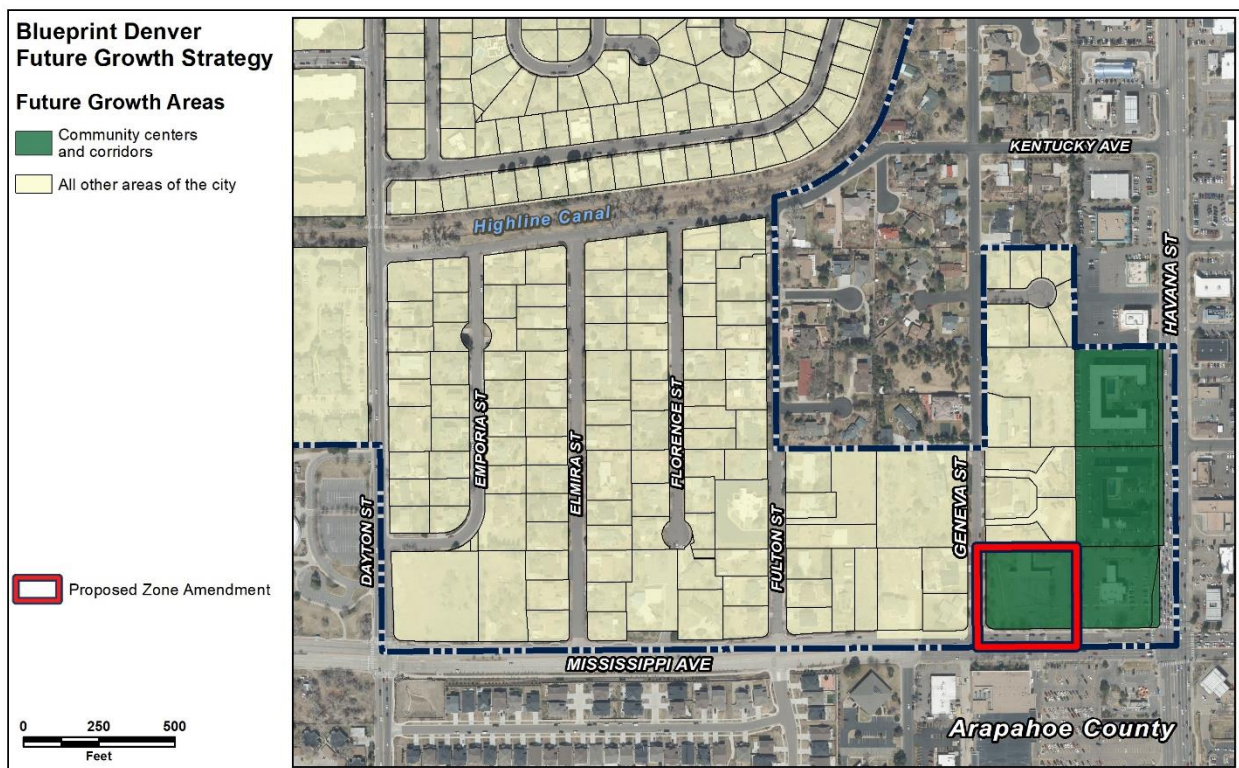 Blueprint Denver
Future Growth Strategy
Future Growth Areas
Community centers
and corridors
All other areas of the city
Proposed Zone Amendment
0 250 500
Feet
KENTUCKY AVE
Highline Canal
HAVANA ST
EMPORIA ST
ELMIRA ST
FLORENCE ST
GENEVA ST
DAYTON ST
FULTON ST
MISSISSIPPI AVE
Arapahoe County